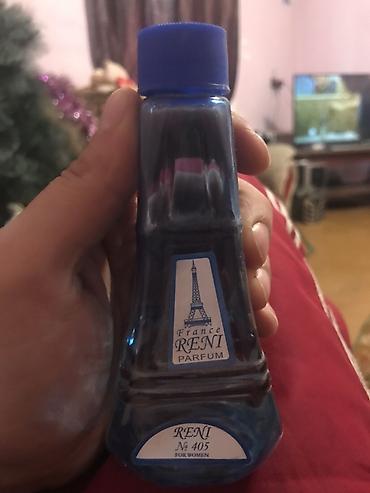 France
RENI
PARFUM
RENI
№ 405
FOR WOMEN